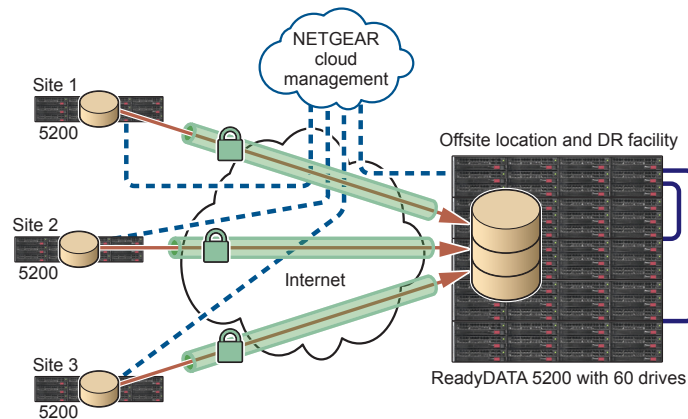 NETGEAR
cloud
management
Site 1
5200
Offsite location and DR facility
Site 2
5200
Internet
Site 3
5200
ReadyDATA 5200 with 60 drives